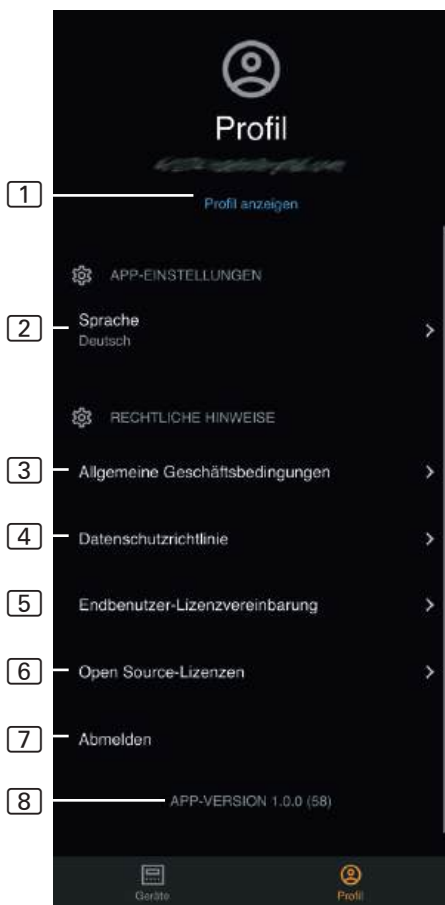 Profil
1
Profil anzeigen
APP-EINSTELLUNGEN
2
Sprache
Deutsch
RECHTLICHE HINWEISE
3
Allgemeine Geschäftsbedingungen
4
Datenschutzrichtlinie
5
Endbenutzer-Lizenzvereinbarung
6
Open Source-Lizenzen
7
Abmelden
8
APP-VERSION 1.0.0 (58)
Geräte
Profil